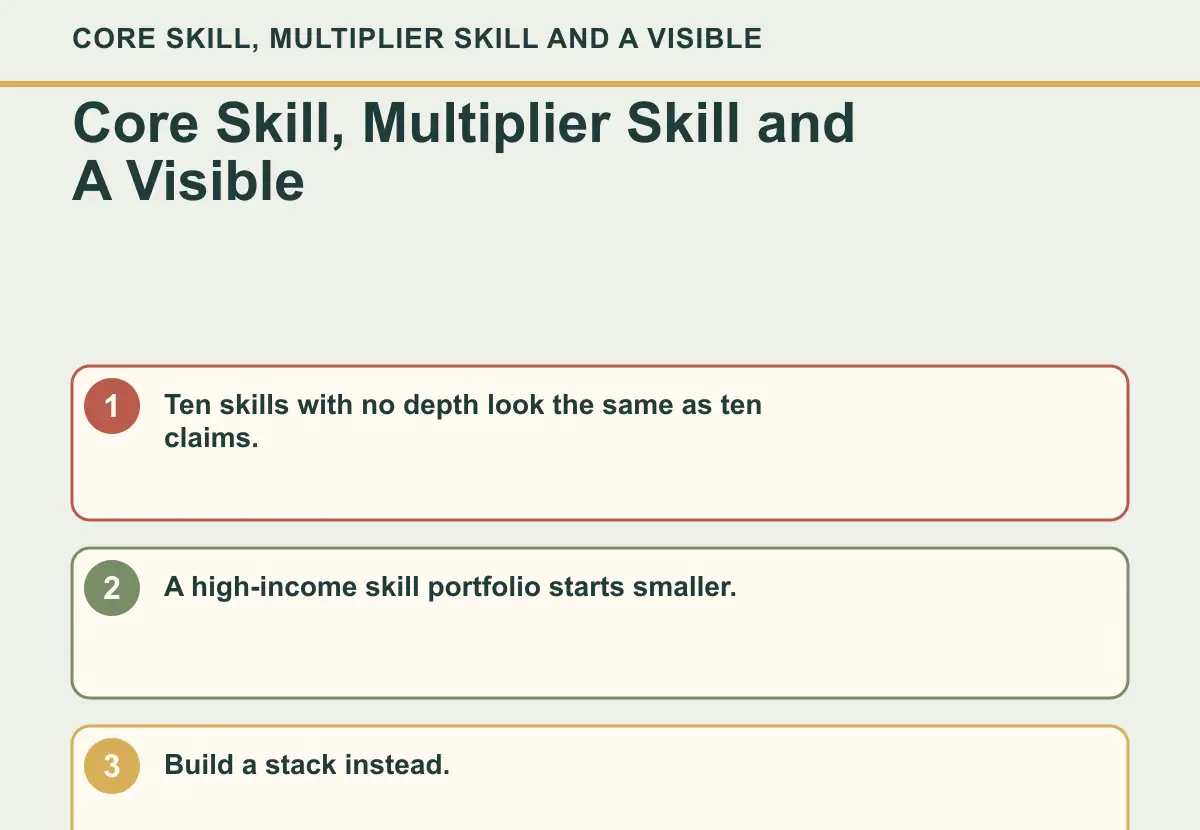 CORE SKILL, MULTIPLIER SKILL AND A VISIBLE
Core Skill, Multiplier Skill and
A Visible
1
Ten skills with no depth look the same as ten
claims.
2
A high-income skill portfolio starts smaller.
3
Build a stack instead.